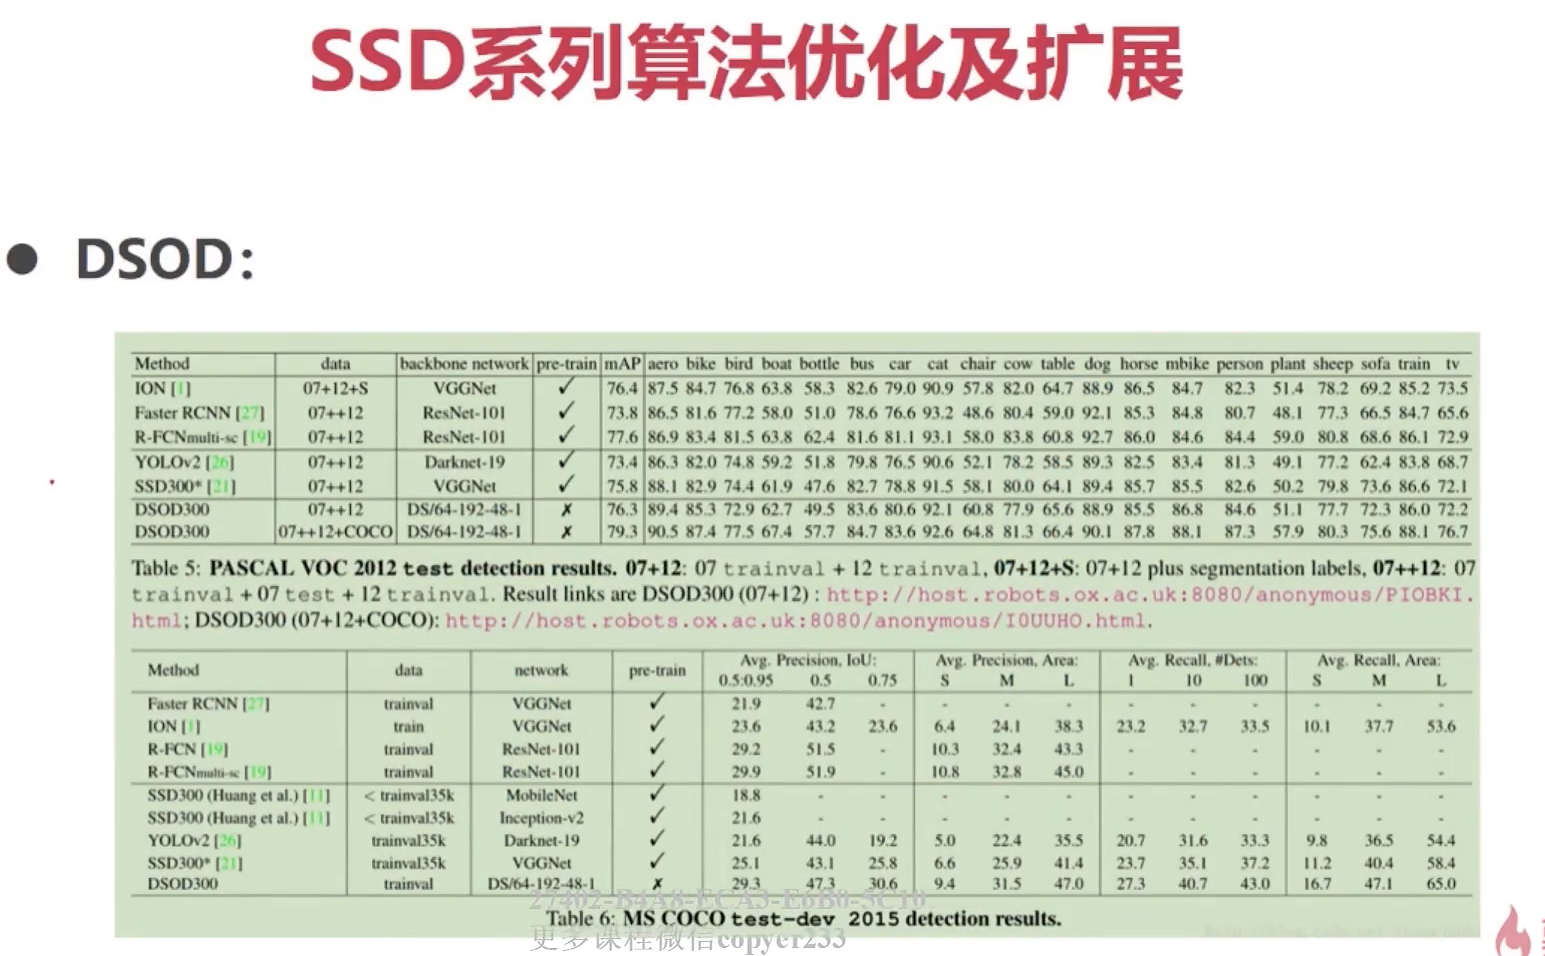 SSD系列算法优化及扩展
● DSOD：
Method data backbone network pre-train mAP aero bike bird boat bottle bus car cat chair cow table dog horse mbike person plant sheep sofa train tv
ION [1] 07+12+S VGGNet ✓ 76.4 87.5 84.7 76.8 63.8 58.3 82.6 79.0 90.9 57.8 82.0 64.7 88.9 86.5 84.7 82.3 51.4 78.2 69.2 85.2 73.5
Faster RCNN [27] 07++12 ResNet-101 ✓ 73.8 86.5 81.6 77.2 58.0 51.0 78.6 76.6 93.2 48.6 80.4 59.0 92.1 85.3 84.8 80.7 48.1 77.3 66.5 84.7 65.6
R-FCNmulti-sc [19] 07++12 ResNet-101 ✓ 77.6 86.9 83.4 81.5 63.8 62.4 81.6 81.1 93.1 58.0 83.8 60.8 92.7 86.0 84.6 84.4 59.0 80.8 68.6 86.1 72.9
YOLOv2 [26] 07++12 Darknet-19 ✓ 73.4 86.3 82.0 74.8 59.2 51.8 79.8 76.5 90.6 52.1 78.2 58.5 89.3 82.5 83.4 81.3 49.1 77.2 62.4 83.8 68.7
SSD300* [21] 07++12 VGGNet ✓ 75.8 88.1 82.9 74.4 61.9 47.6 82.7 78.8 91.5 58.1 80.0 64.1 89.4 85.7 85.5 82.6 50.2 79.8 73.6 86.6 72.1
DSOD300 07++12 DS/64-192-48-1 ✗ 76.3 89.4 85.3 72.9 62.7 49.5 83.6 80.6 92.1 60.8 77.9 65.6 88.9 85.5 86.8 84.6 51.1 77.7 72.3 86.0 72.2
DSOD300 07++12+COCO DS/64-192-48-1 ✗ 79.3 90.5 87.4 77.5 67.4 57.7 84.7 83.6 92.6 64.8 81.3 66.4 90.1 87.8 88.1 87.3 57.9 80.3 75.6 88.1 76.7
Table 5: PASCAL VOC 2012 test detection results. 07+12: 07 trainval + 12 trainval, 07+12+S: 07+12 plus segmentation labels, 07++12: 07
trainval + 07 test + 12 trainval. Result links are DSOD300 (07+12) : http://host.robots.ox.ac.uk:8080/anonymous/PIOBKI.
html; DSOD300 (07+12+COCO): http://host.robots.ox.ac.uk:8080/anonymous/I0UUHO.html.
Method data network pre-train Avg. Precision, IoU: Avg. Precision, Area: Avg. Recall, #Dets: Avg. Recall, Area:
0.5:0.95 0.5 0.75 S M L 1 10 100 S M L
Faster RCNN [27] trainval VGGNet ✓ 21.9 42.7 - - - - - - - - - -
ION [1] train VGGNet ✓ 23.6 43.2 23.6 6.4 24.1 38.3 23.2 32.7 33.5 10.1 37.7 53.6
R-FCN [19] trainval ResNet-101 ✓ 29.2 51.5 - 10.3 32.4 43.3 - - - - - -
R-FCNmulti-sc [19] trainval ResNet-101 ✓ 29.9 51.9 - 10.8 32.8 45.0 - - - - - -
SSD300 (Huang et al.) [11] < trainval35k MobileNet ✓ 18.8 - - - - - - - - - - -
SSD300 (Huang et al.) [11] < trainval35k Inception-v2 ✓ 21.6 - - - - - - - - - - -
YOLOv2 [26] trainval35k Darknet-19 ✓ 21.6 44.0 19.2 5.0 22.4 35.5 20.7 31.6 33.3 9.8 36.5 54.4
SSD300* [21] trainval35k VGGNet ✓ 25.1 43.1 25.8 6.6 25.9 41.4 23.7 35.1 37.2 11.2 40.4 58.4
DSOD300 trainval DS/64-192-48-1 ✗ 29.3 47.3 30.6 9.4 31.5 47.0 27.3 40.7 43.0 16.7 47.1 65.0
27402-B4A8-ECA3-E6B0-5C10
Table 6: MS COCO test-dev 2015 detection results.
更多课程微信copyer233